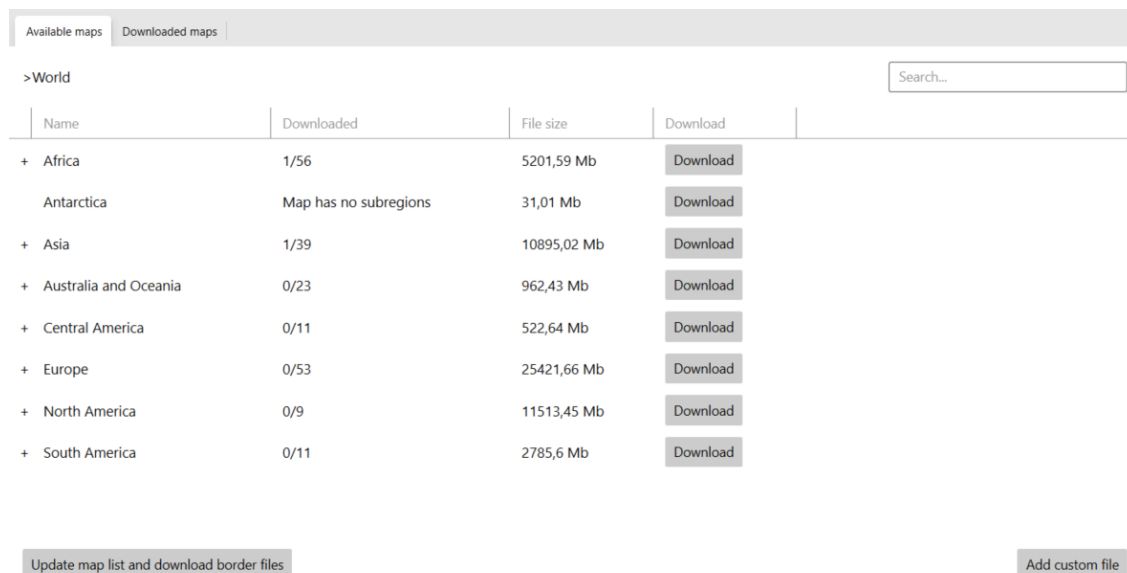 Available maps Downloaded maps
>World Search...
Name Downloaded File size Download
+ Africa 1/56 5201,59 Mb Download
Antarctica Map has no subregions 31,01 Mb Download
+ Asia 1/39 10895,02 Mb Download
+ Australia and Oceania 0/23 962,43 Mb Download
+ Central America 0/11 522,64 Mb Download
+ Europe 0/53 25421,66 Mb Download
+ North America 0/9 11513,45 Mb Download
+ South America 0/11 2785,6 Mb Download
Update map list and download border files Add custom file